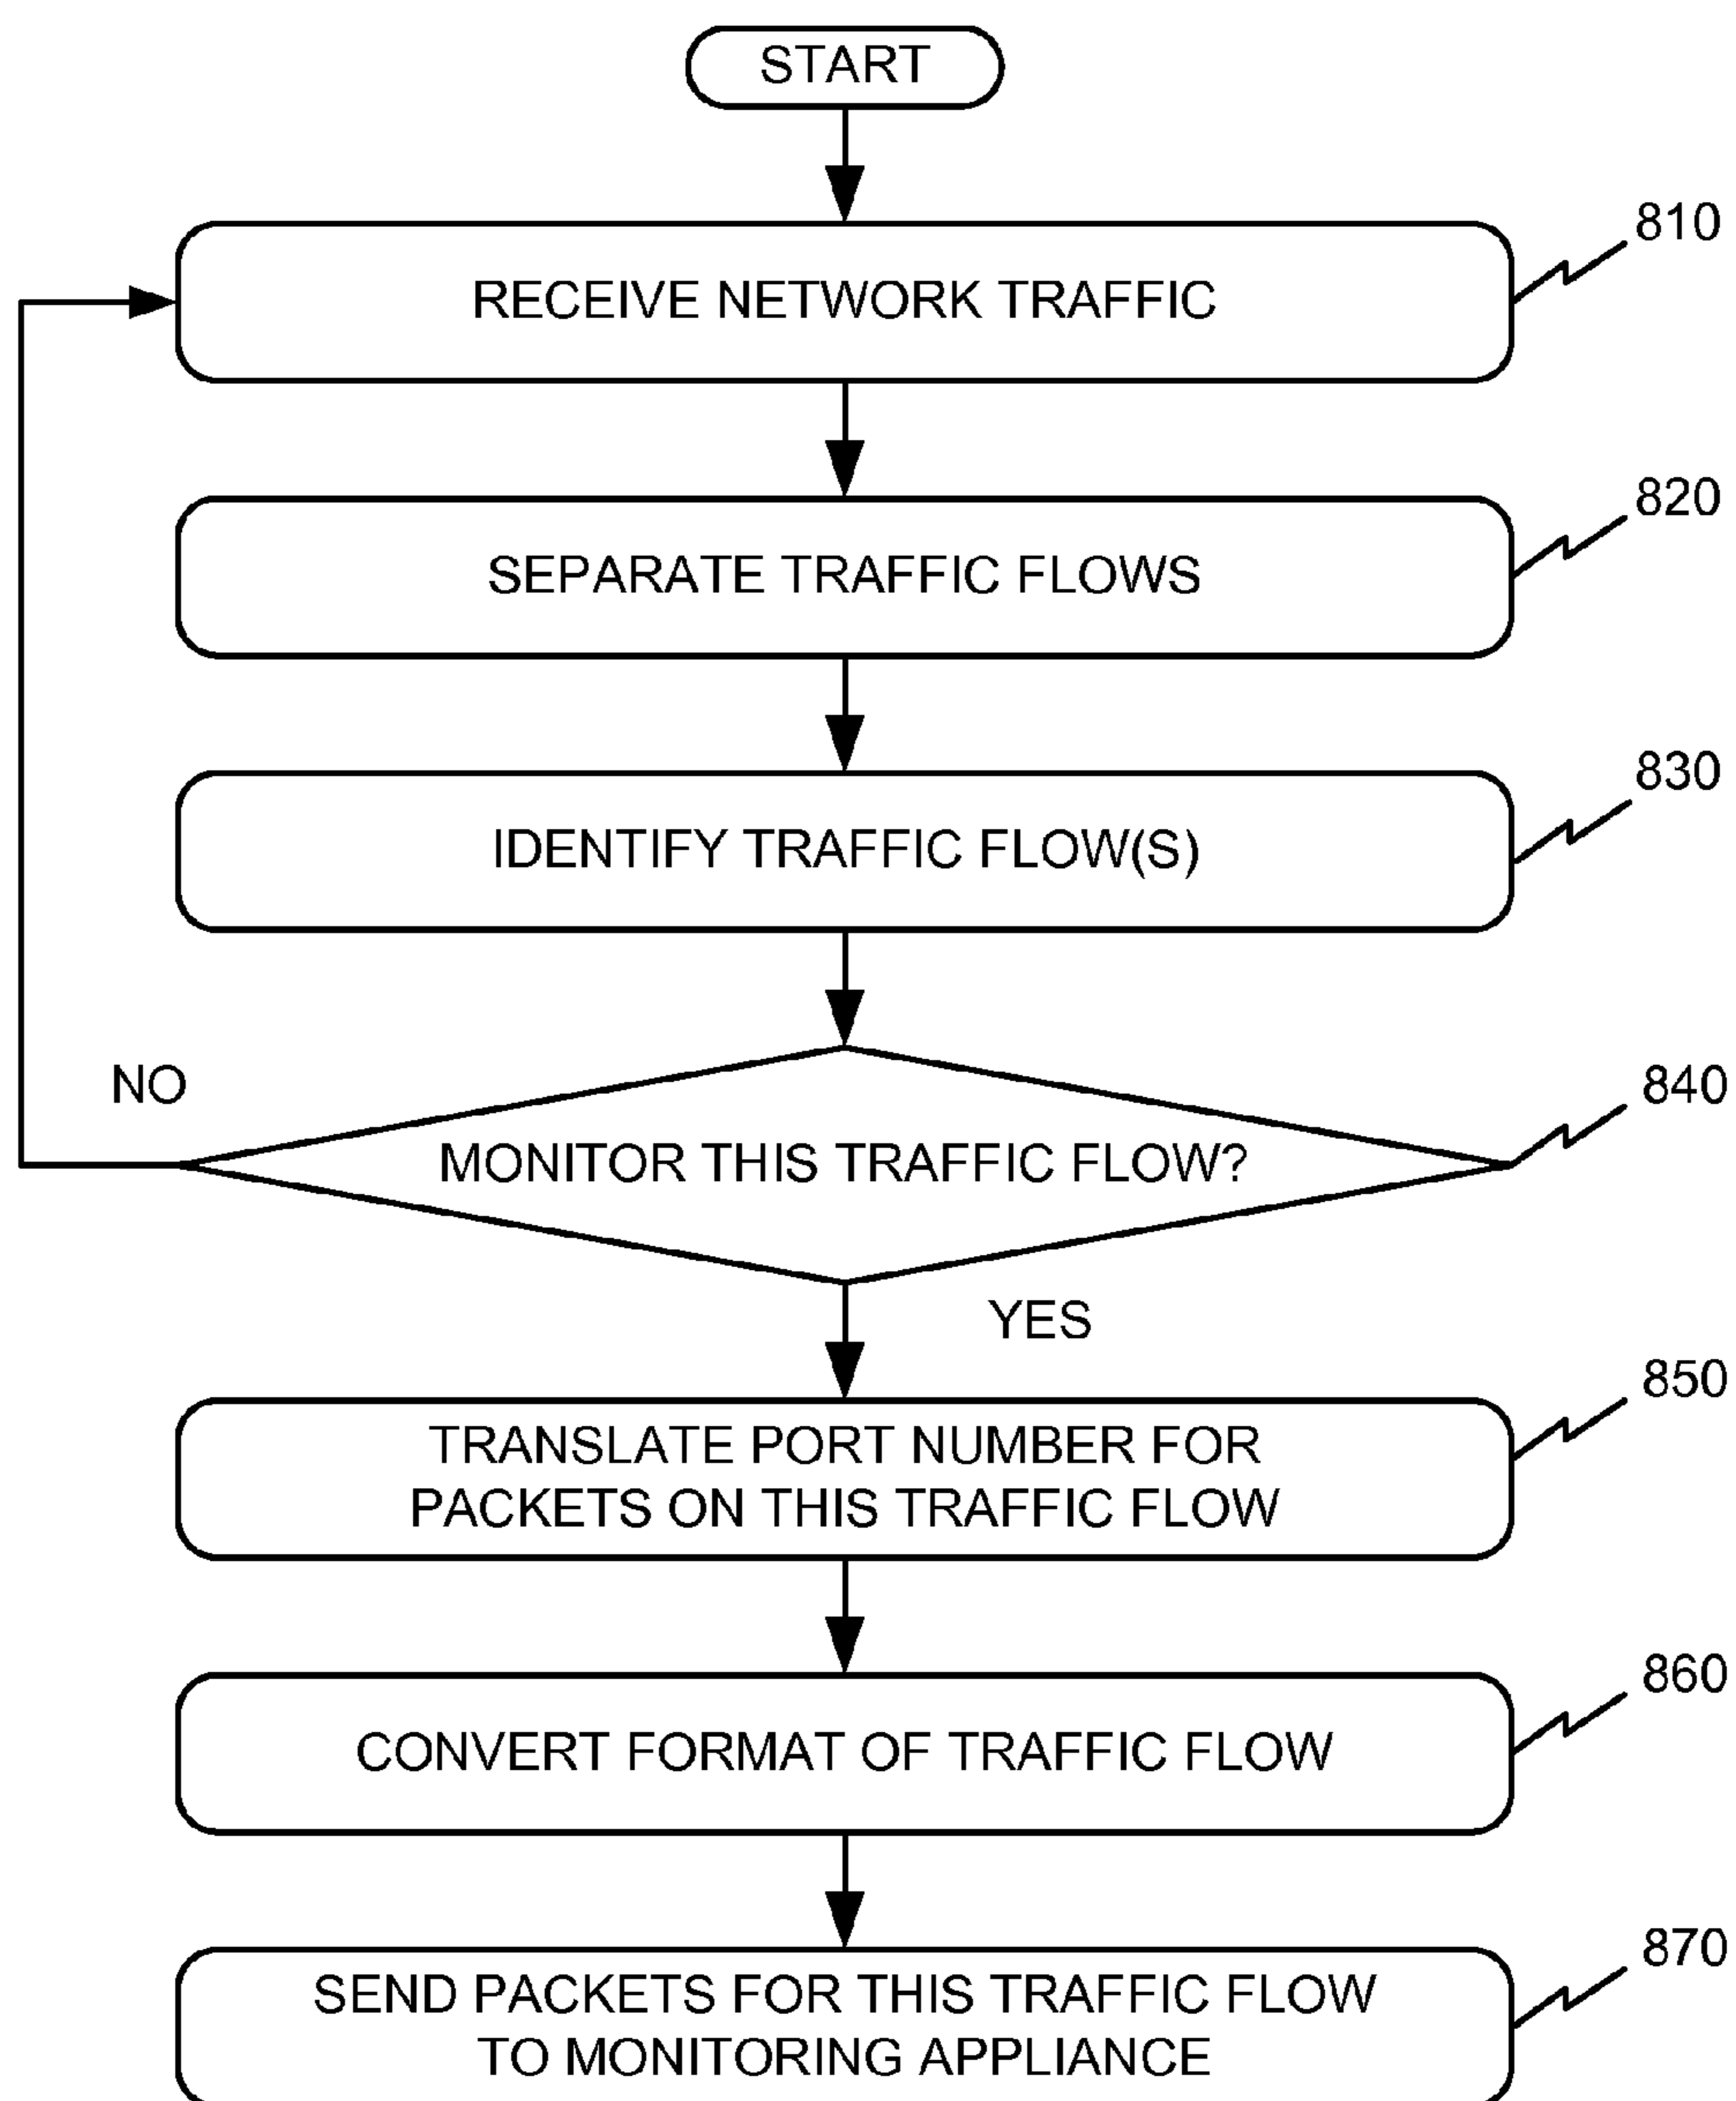 START
810
RECEIVE NETWORK TRAFFIC
820
SEPARATE TRAFFIC FLOWS
830
IDENTIFY TRAFFIC FLOW(S)
NO
840
MONITOR THIS TRAFFIC FLOW?
YES
850
TRANSLATE PORT NUMBER FOR
PACKETS ON THIS TRAFFIC FLOW
860
CONVERT FORMAT OF TRAFFIC FLOW
870
SEND PACKETS FOR THIS TRAFFIC FLOW
TO MONITORING APPLIANCE